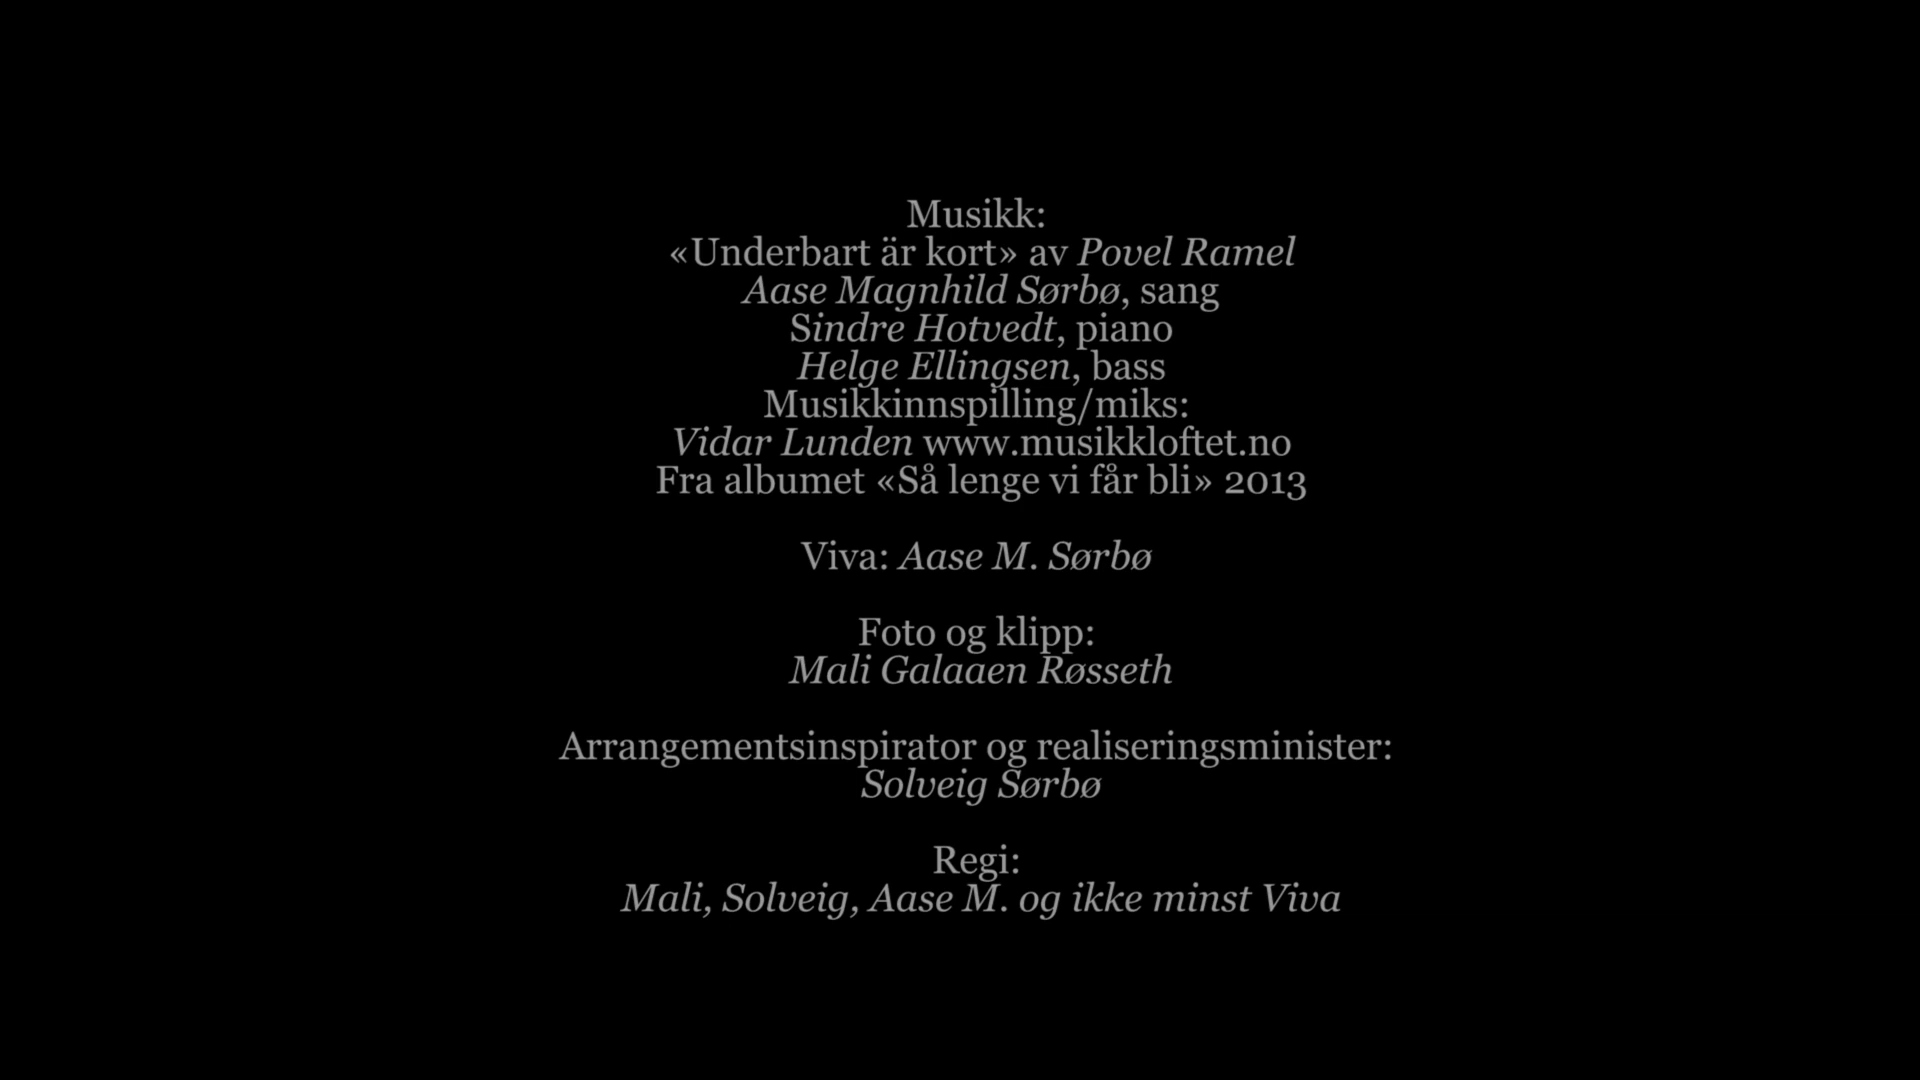 Musikk:
«Underbart är kort» av Povel Ramel
Aase Magnhild Sørbø, sang
Sindre Hotvedt, piano
Helge Ellingsen, bass
Musikkinnspilling/miks:
Vidar Lunden www.musikkloftet.no
Fra albumet «Så lenge vi får bli» 2013
Viva: Aase M. Sørbø
Foto og klipp:
Mali Galaaen Røsseth
Arrangementsinspirator og realiseringsminister:
Solveig Sørbø
Regi:
Mali, Solveig, Aase M. og ikke minst Viva